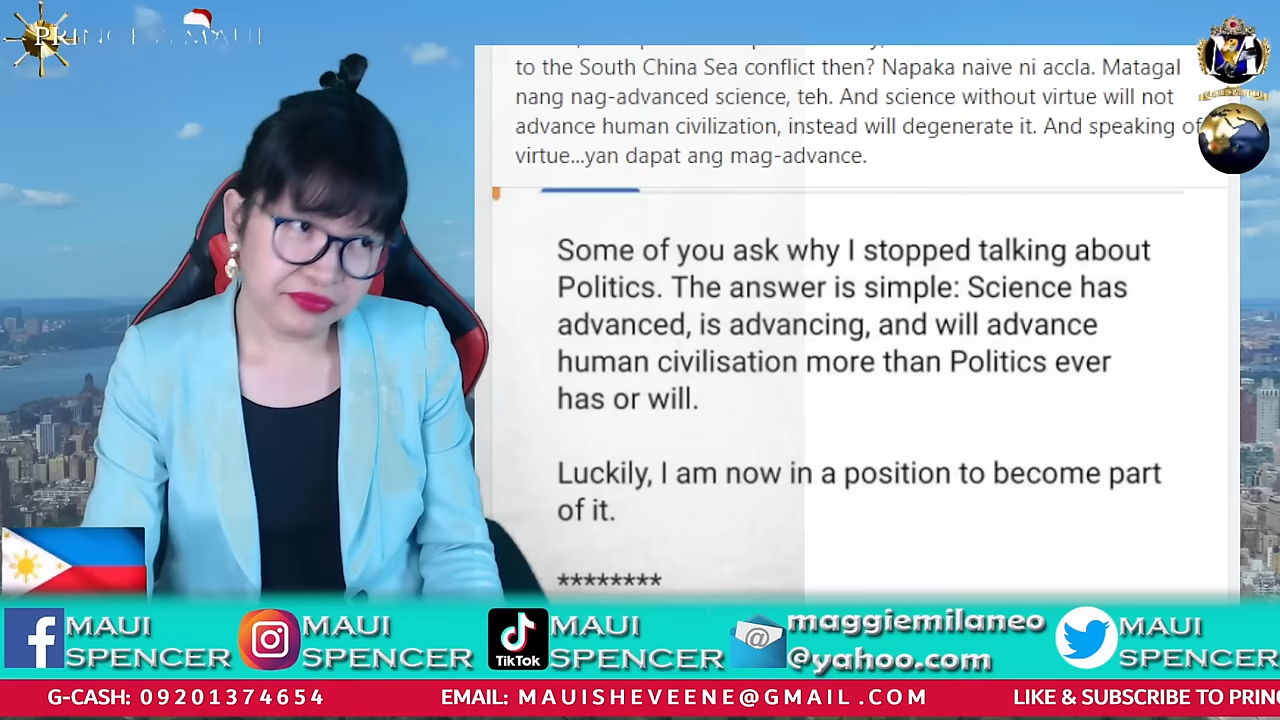 PRINCESS MAUI
to the South China Sea conflict then? Napaka naive ni accla. Matagal
nang nag-advanced science, teh. And science without virtue will not
advance human civilization, instead will degenerate it. And speaking of
virtue...yan dapat ang mag-advance.
Some of you ask why I stopped talking about
Politics. The answer is simple: Science has
advanced, is advancing, and will advance
human civilisation more than Politics ever
has or will.
Luckily, I am now in a position to become part
of it.
********
MAUI
SPENCER
MAUI
SPENCER
TikTok
MAUI
SPENCER
maggiemilaneo
@yahoo.com
MAUI
SPENCER
G-CASH: 09201374654
EMAIL: MAUISHEVEENE@GMAIL.COM
LIKE & SUBSCRIBE TO PRIN